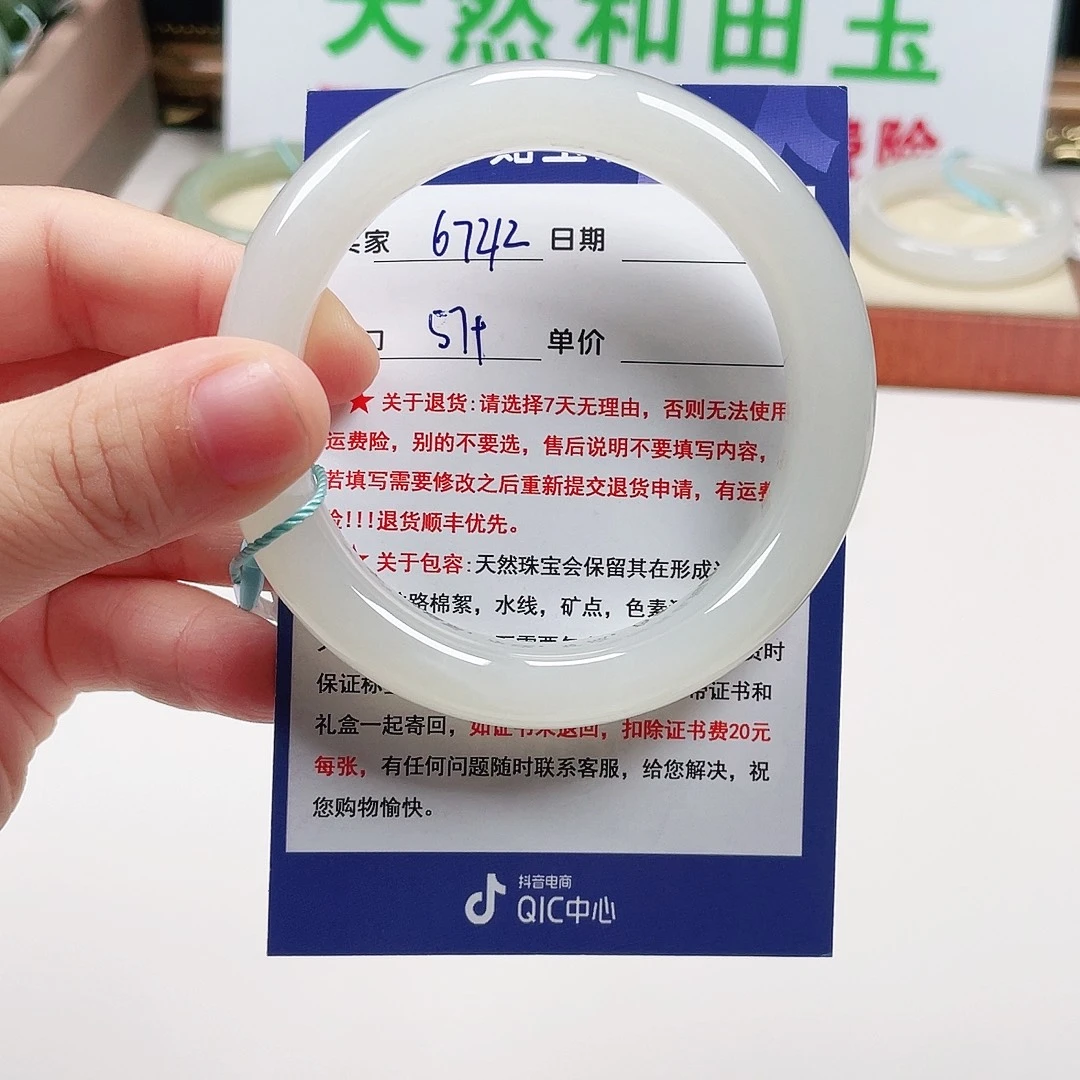 天然和田玉
险
家 6742 日期
57+ 单价
★ 关于退货:请选择7天无理由，否则无法使用
运费险，别的不要选，售后说明不要填写内容，
若填写需要修改之后重新提交退货申请，有运费
险!!!退货顺丰优先。
★ 关于包容:天然珠宝会保留其在形成
路棉絮，水线，矿点，色素
时
保证标 带证书和
礼盒一起寄回，如证书未退回，扣除证书费20元
每张，有任何问题随时联系客服，给您解决，祝
您购物愉快。
抖音电商
QIC中心